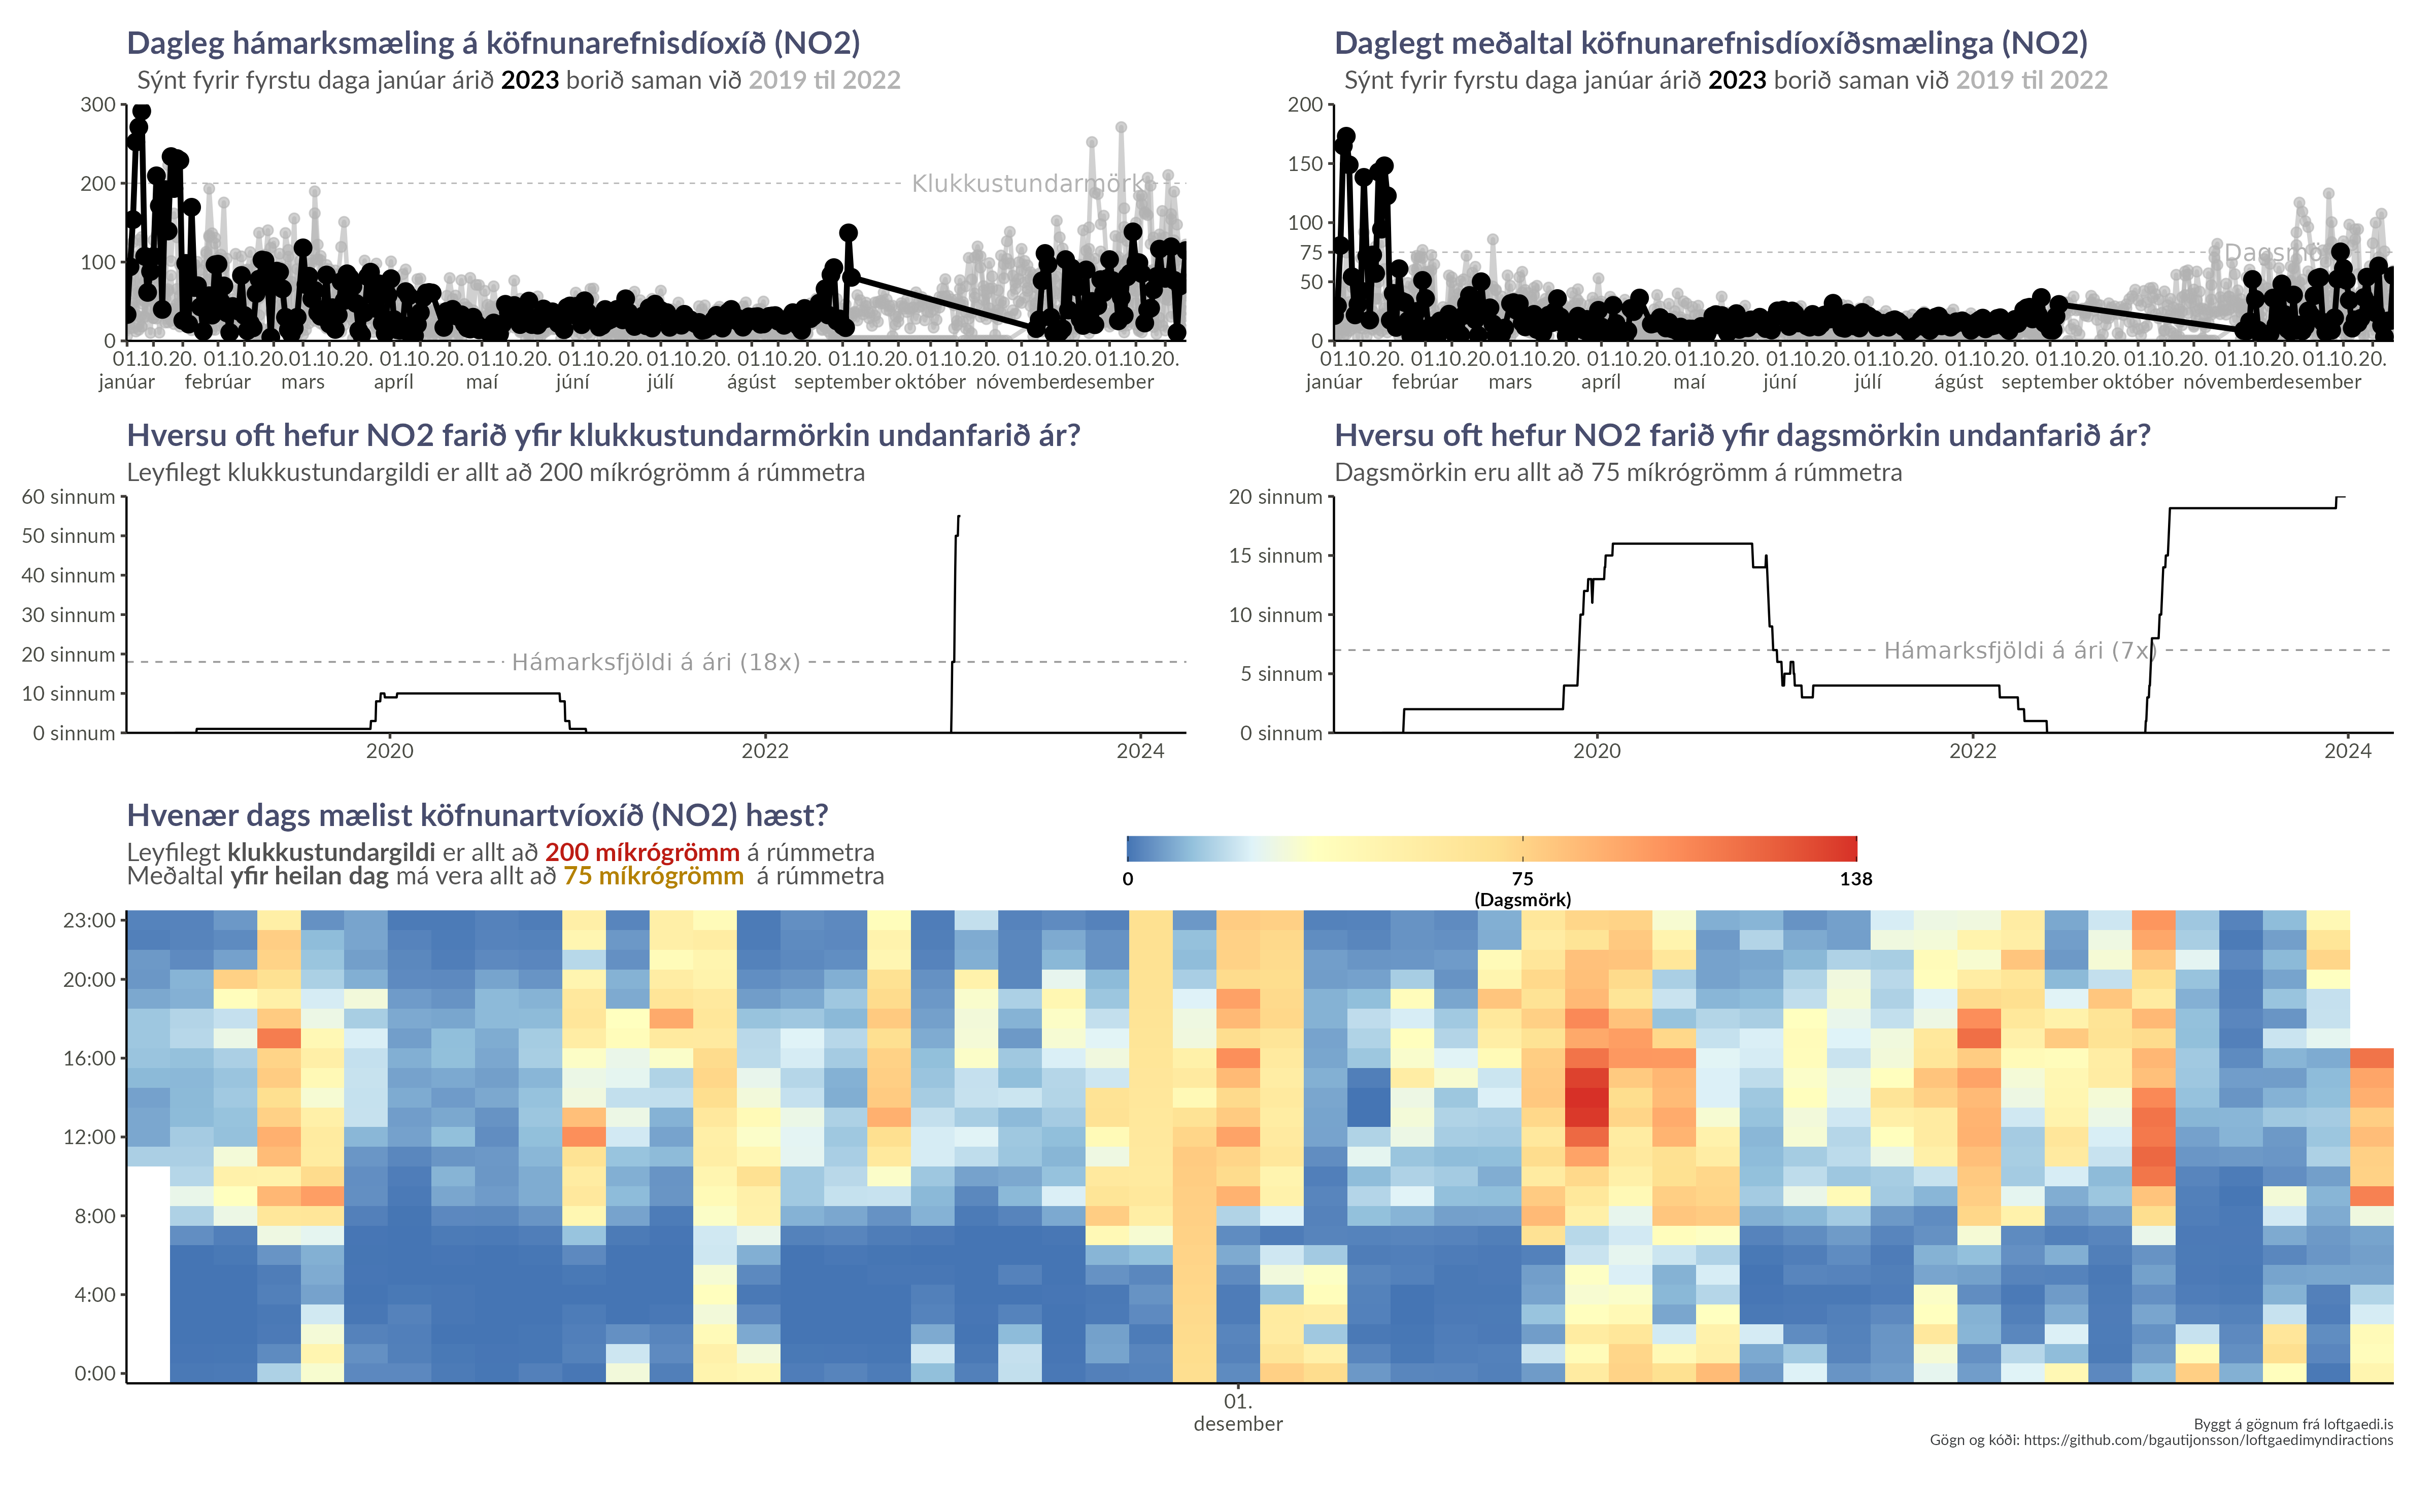 Dagleg hámarksmæling á köfnunarefnisdíoxíð (NO2)
Sýnt fyrir fyrstu daga janúar árið 2023 borið saman við 2019 til 2022
300
200
100
0
Klukkustundarmörk
01.10.20. 01.10.20. 01.10.20. 01.10.20. 01.10.20. 01.10.20. 01.10.20. 01.10.20. 01.10.20. 01.10.20. 01.10.20. 01.10.20.
janúar febrúar mars apríl maí júní júlí ágúst september október nóvember desember
Daglegt meðaltal köfnunarefnisdíoxíðsmælinga (NO2)
Sýnt fyrir fyrstu daga janúar árið 2023 borið saman við 2019 til 2022
200
150
100
75
50
0
01.10.20. 01.10.20. 01.10.20. 01.10.20. 01.10.20. 01.10.20. 01.10.20. 01.10.20. 01.10.20. 01.10.20. 01.10.20. 01.10.20.
janúar febrúar mars apríl maí júní júlí ágúst september október nóvember desember
Hversu oft hefur NO2 farið yfir klukkustundarmörkin undanfarið ár?
Leyfilegt klukkustundargildi er allt að 200 míkrógrömm á rúmmetra
60 sinnum
50 sinnum
40 sinnum
30 sinnum
20 sinnum
10 sinnum
0 sinnum
Hámarksfjöldi á ári (18x)
2020 2022 2024
Hversu oft hefur NO2 farið yfir dagsmörkin undanfarið ár?
Dagsmörkin eru allt að 75 míkrógrömm á rúmmetra
20 sinnum
15 sinnum
10 sinnum
5 sinnum
0 sinnum
Hámarksfjöldi á ári (7x)
2020 2022 2024
Hvenær dags mælist köfnunartvíoxíð (NO2) hæst?
Leyfilegt klukkustundargildi er allt að 200 míkrógrömm á rúmmetra
Meðaltal yfir heilan dag má vera allt að 75 míkrógrömm á rúmmetra
0 75 138
(Dagsmörk)
23:00
20:00
16:00
12:00
8:00
4:00
0:00
01.
desember
Byggt á gögnum frá loftgaedi.is
Gögn og kóði: https://github.com/bgautijonsson/loftgaedimyndiractions